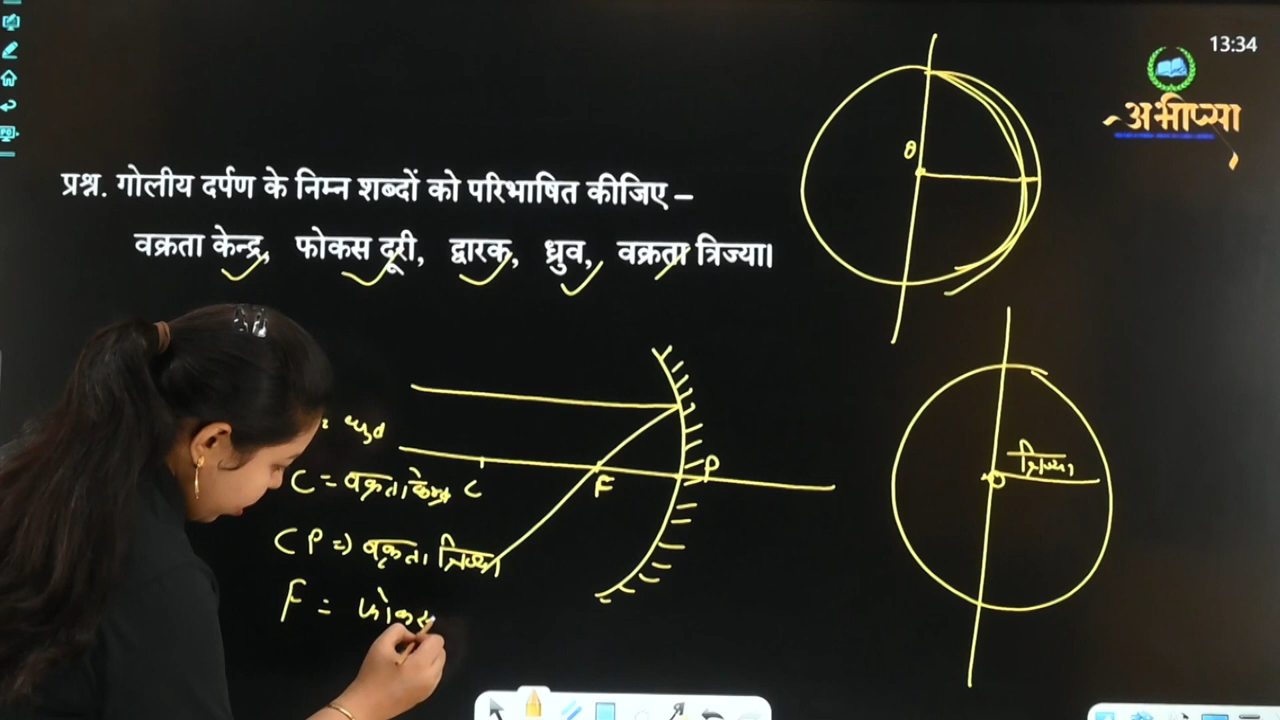 13:34
अभीप्सा
प्रश्न. गोलीय दर्पण के निम्न शब्दों को परिभाषित कीजिए –
वक्रता केन्द्र, फोकस दूरी, द्वारक, ध्रुव, वक्रता त्रिज्या।
P
F
C
C = वक्रता केन्द्र
CP => वक्रता त्रिज्या
F = फोकस
त्रिज्या